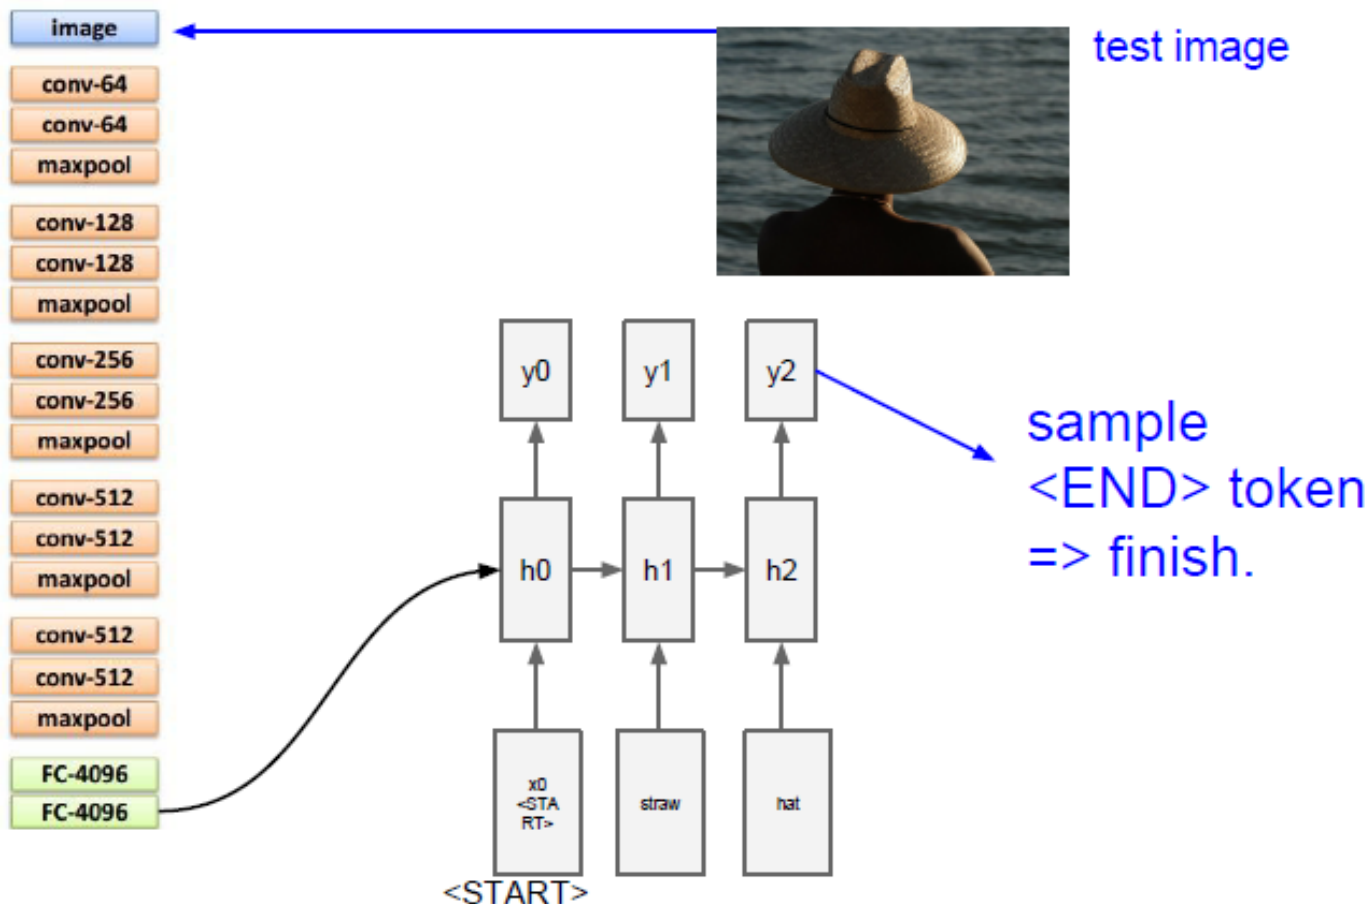 image
conv-64
conv-64
maxpool
conv-128
conv-128
maxpool
conv-256
conv-256
maxpool
conv-512
conv-512
maxpool
conv-512
conv-512
maxpool
FC-4096
FC-4096
test image
y0
y1
y2
sample
<END> token
=> finish.
h0
h1
h2
x0
<STA
RT>
straw
hat
<START>